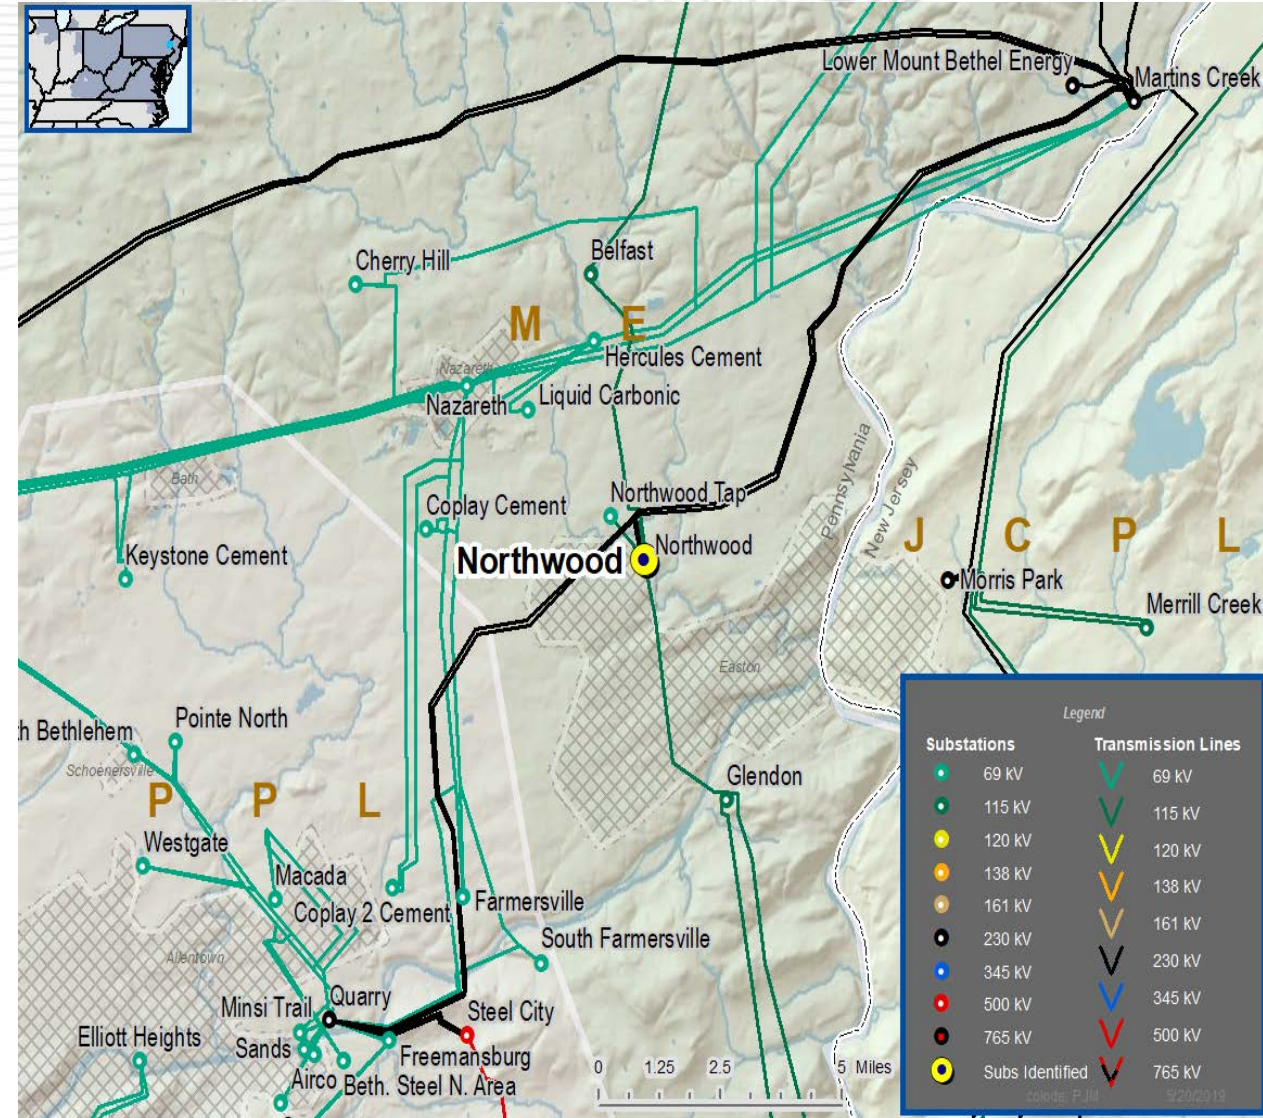 Lower Mount Bethel Energy
Martins Creek
Cherry Hill
Belfast
M E
Hercules Cement
Nazareth
Nazareth
Liquid Carbonic
Bath
Pennsylvania
New Jersey
Coplay Cement
Northwood Tap
Northwood
Northwood
J C P L
Keystone Cement
Morris Park
Merrill Creek
Easton
th Bethlehem
Pointe North
Schoenersville
P P L
Glendon
Westgate
Macada
Coplay 2 Cement
Farmersville
South Farmersville
Allentown
Minsi Trail
Quarry
Steel City
Elliott Heights
Sands
Freemansburg
Airco
Beth. Steel N. Area
0 1.25 2.5 5 Miles
Legend
Substations Transmission Lines
69 kV 69 kV
115 kV 115 kV
120 kV 120 kV
138 kV 138 kV
161 kV 161 kV
230 kV 230 kV
345 kV 345 kV
500 kV 500 kV
765 kV 765 kV
Subs Identified
PJM 5/20/2019